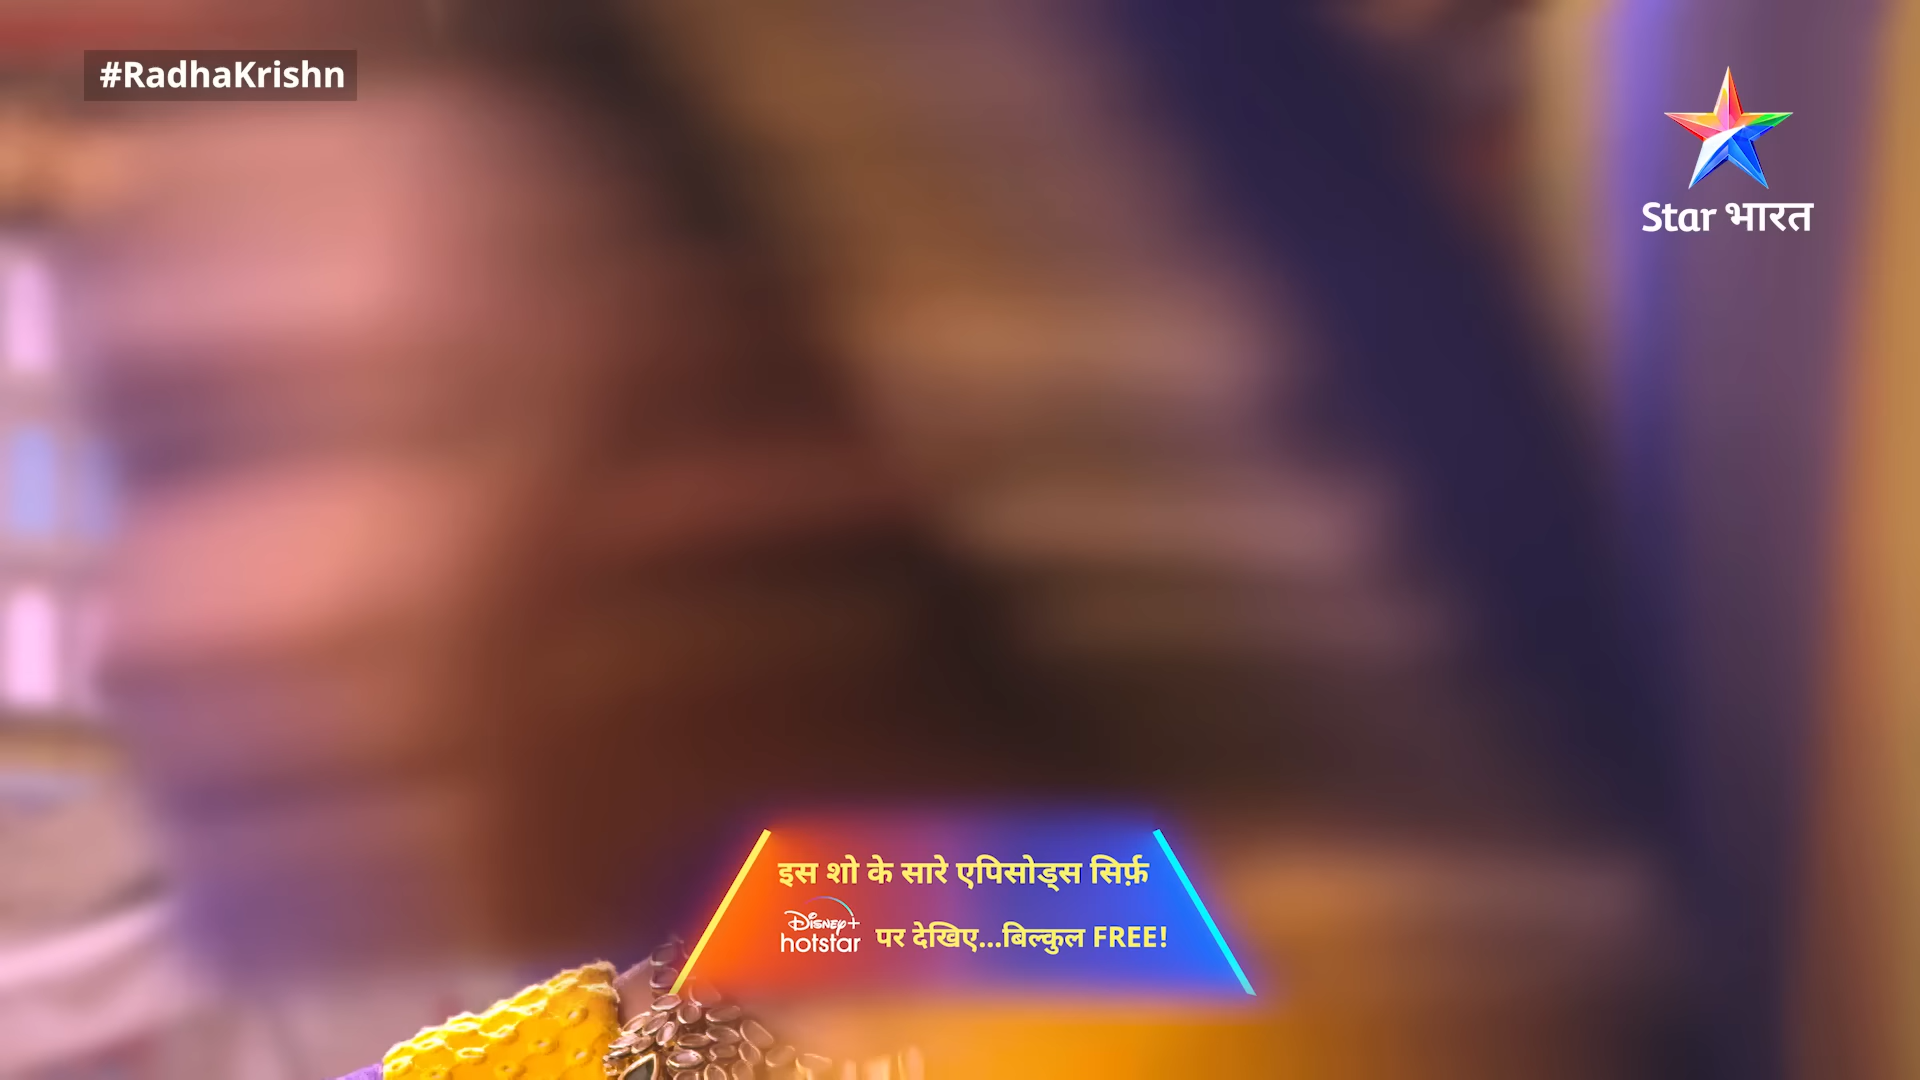 #RadhaKrishn
Star भारत
इस शो के सारे एपिसोड्स सिर्फ़
Disney+ hotstar पर देखिए...बिल्कुल FREE!